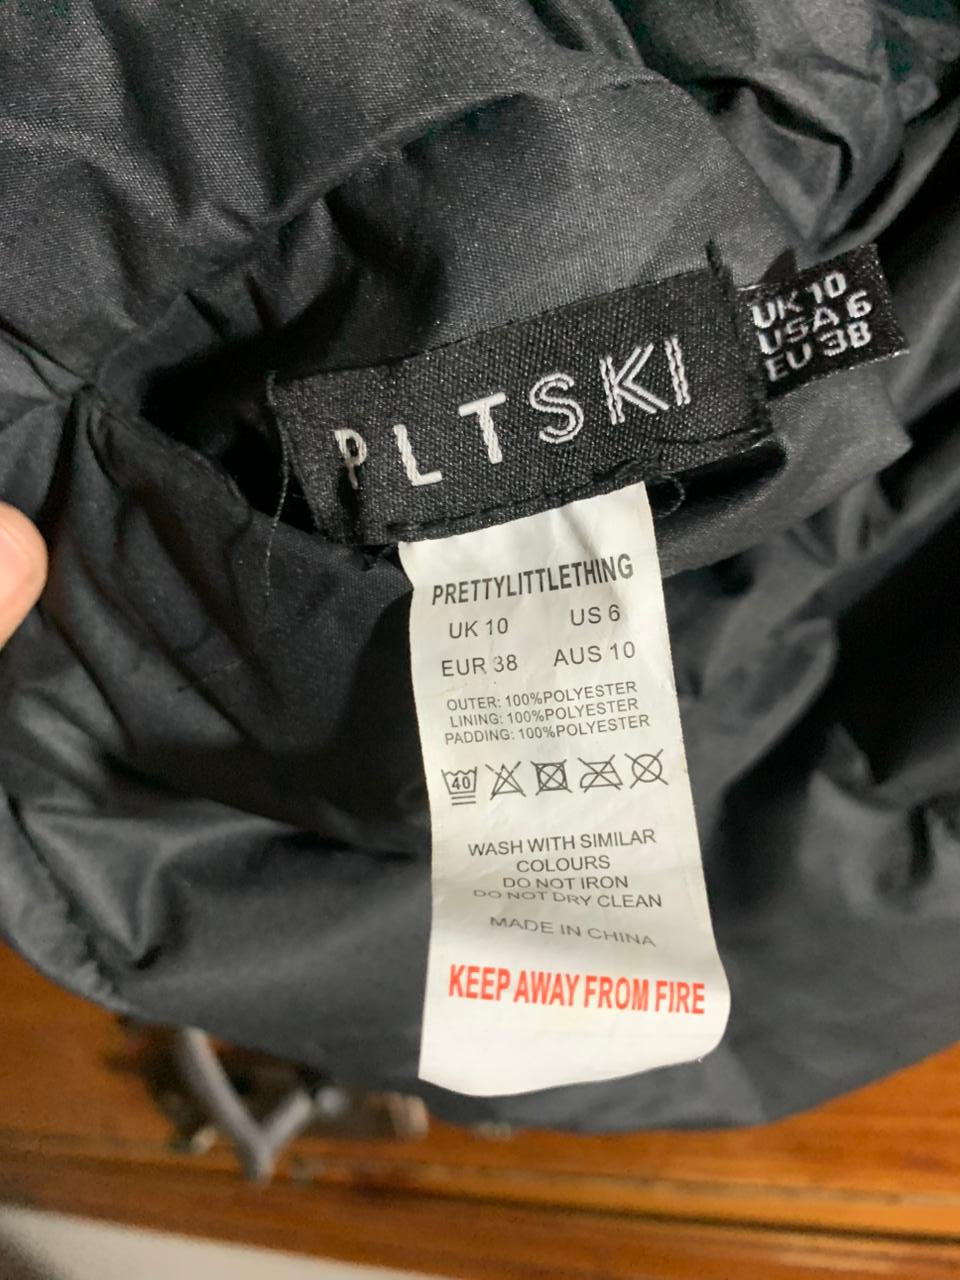 PLTSKI
UK 10
USA 6
EU 38
PRETTYLITTLETHING
UK 10 US 6
EUR 38 AUS 10
OUTER: 100%POLYESTER
LINING: 100%POLYESTER
PADDING: 100%POLYESTER
40
WASH WITH SIMILAR
COLOURS
DO NOT IRON
DO NOT DRY CLEAN
MADE IN CHINA
KEEP AWAY FROM FIRE